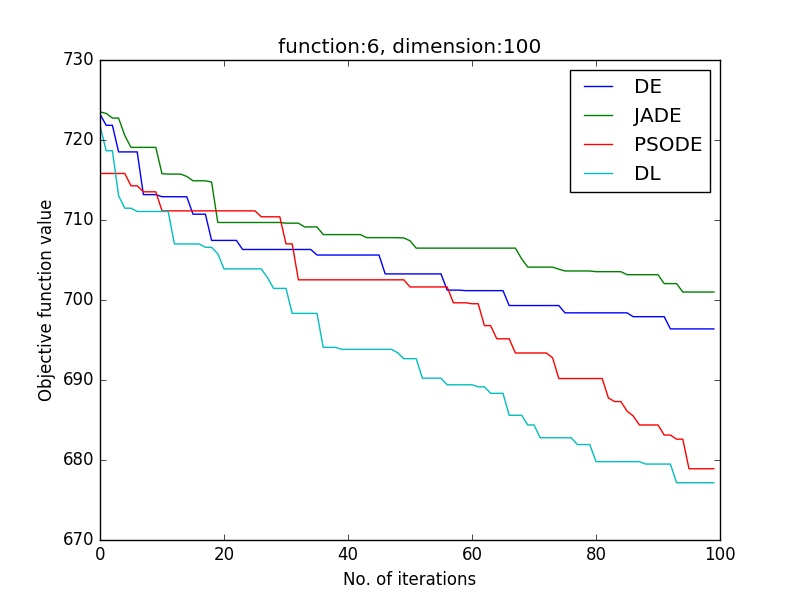 function:6, dimension:100
730
720
710
700
690
680
670
0
20
40
60
80
100
Objective function value
No. of iterations
DE
JADE
PSODE
DL